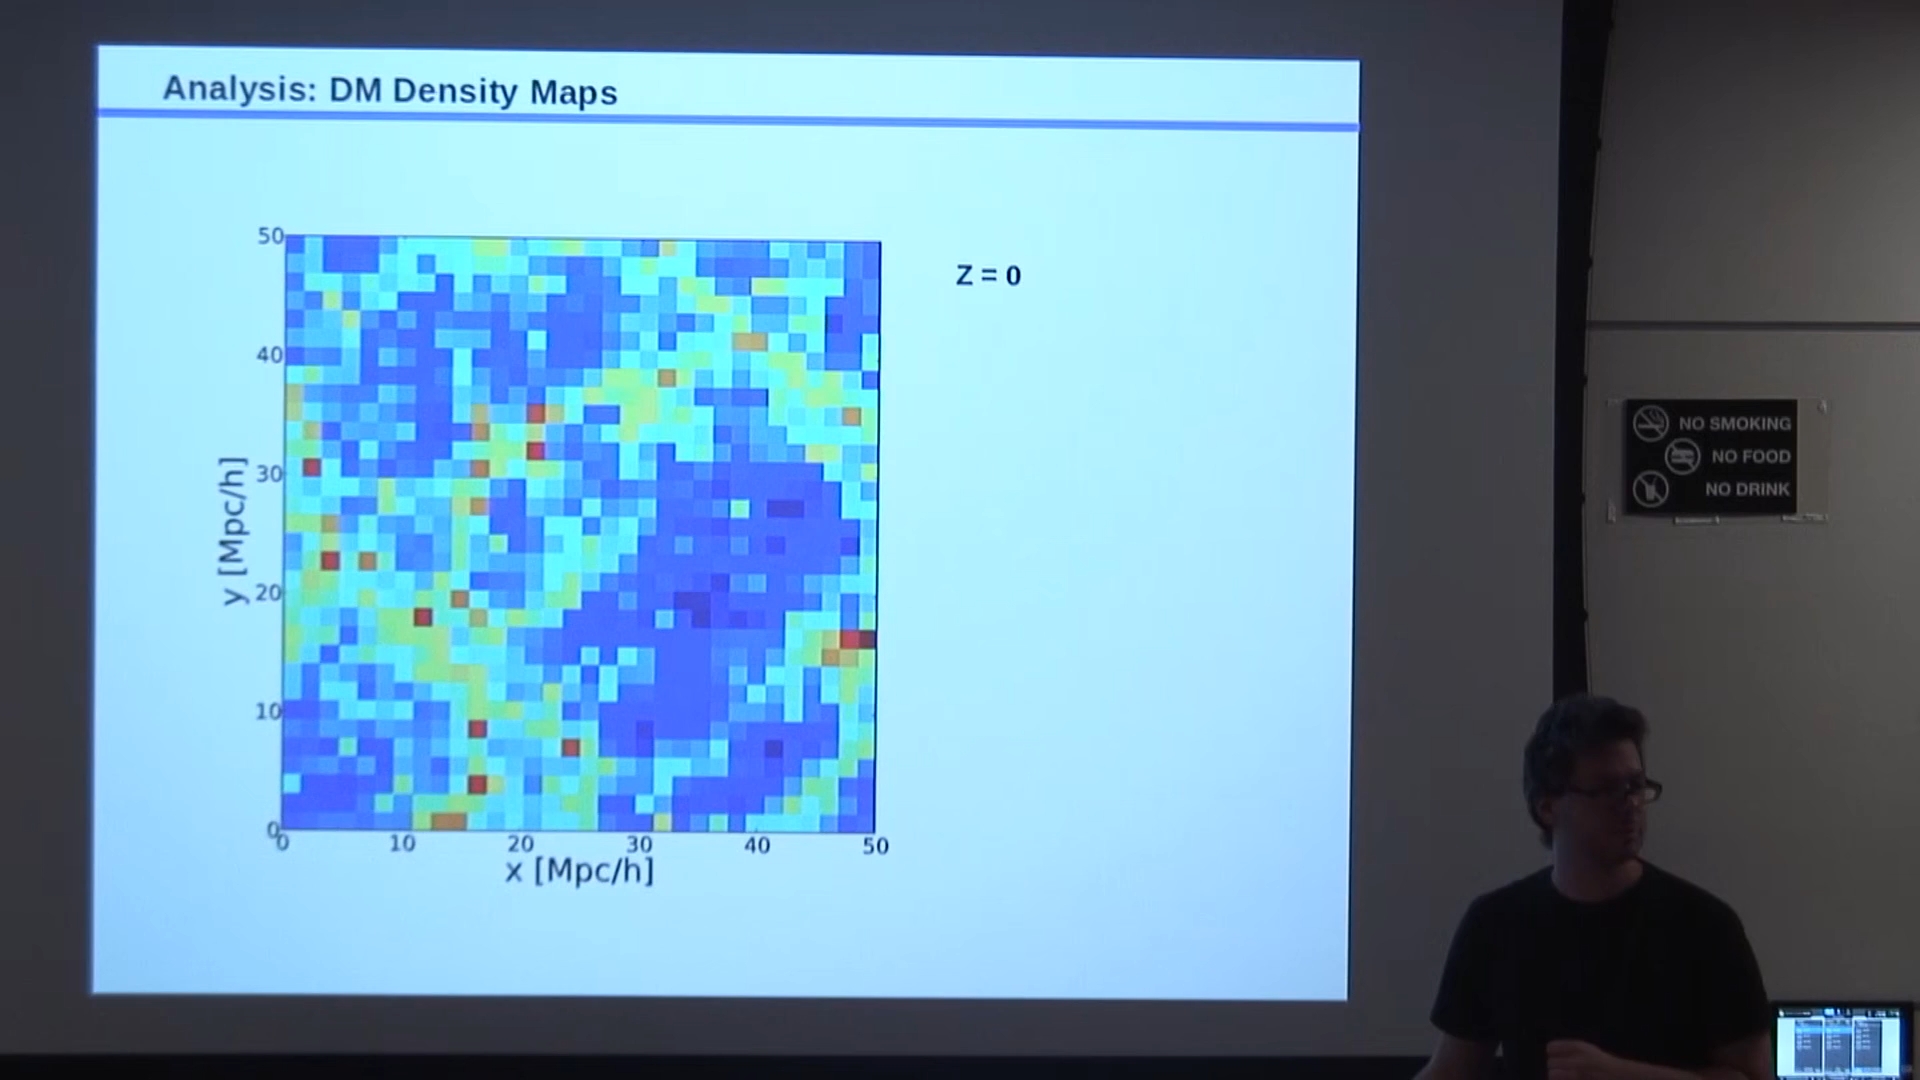 Analysis: DM Density Maps
Z = 0
50
40
30
20
10
0
y [Mpc/h]
0 10 20 30 40 50
x [Mpc/h]
NO SMOKING
NO FOOD
NO DRINK